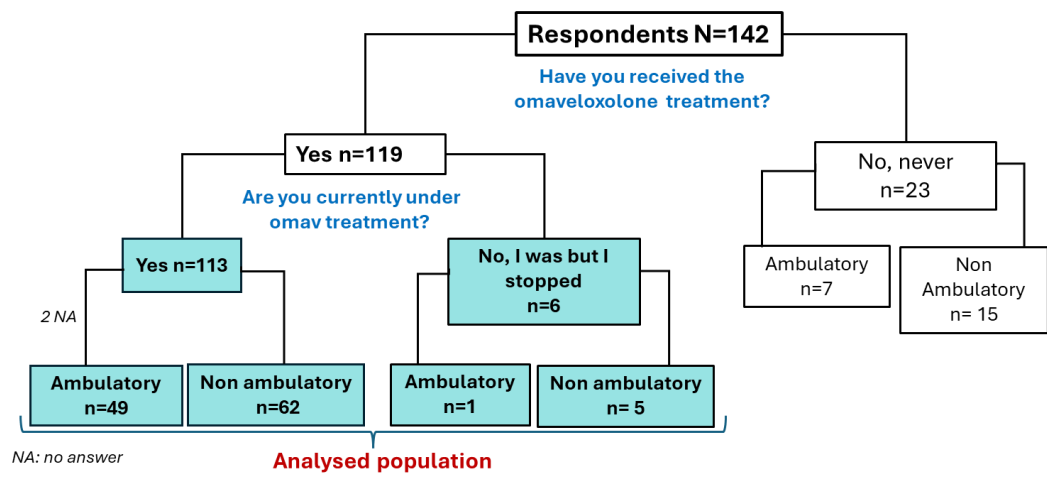 Respondents N=142
Have you received the
omaveloxolone treatment?
Yes n=119
No, never
n=23
Are you currently under
omav treatment?
Yes n=113
No, I was but I
stopped
n=6
Ambulatory
n=7
Non
Ambulatory
n= 15
2 NA
Ambulatory
n=49
Non ambulatory
n=62
Ambulatory
n=1
Non ambulatory
n= 5
NA: no answer
Analysed population